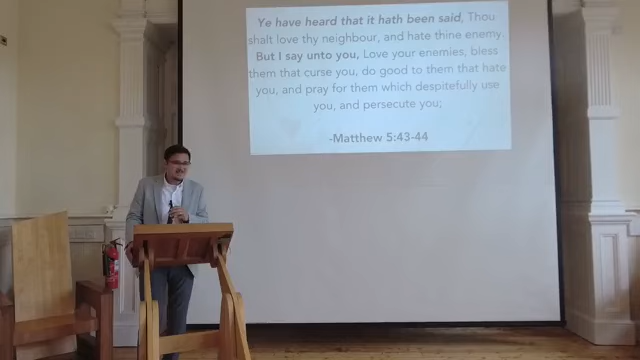 Ye have heard that it hath been said, Thou
shalt love thy neighbour, and hate thine enemy.
But I say unto you, Love your enemies, bless
them that curse you, do good to them that hate
you, and pray for them which despitefully use
you, and persecute you;
-Matthew 5:43-44